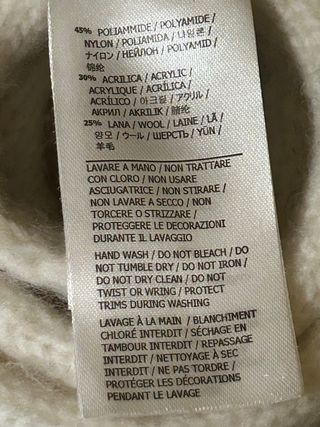 45% POLIAMMIDE / POLYAMIDE /
NYLON / POLIAMIDA / 나일론 /
ナイロン / НЕЙЛОН / POLYAMID /
锦纶
30% ACRILICA / ACRYLIC /
ACRYLIQUE / ACRÍLICA /
ACRÍLICO / 아크릴 / アクリル /
АКРИЛ / AKRILIK / 腈纶
25% LANA / WOOL / LAINE / LÃ /
양모 / ウール / ШЕРСТЬ / YÜN /
羊毛
LAVARE A MANO / NON TRATTARE
CON CLORO / NON USARE
ASCIUGATRICE / NON STIRARE /
NON LAVARE A SECCO / NON
TORCERE O STRIZZARE /
PROTEGGERE LE DECORAZIONI
DURANTE IL LAVAGGIO
HAND WASH / DO NOT BLEACH / DO
NOT TUMBLE DRY / DO NOT IRON /
DO NOT DRY CLEAN / DO NOT
TWIST OR WRING / PROTECT
TRIMS DURING WASHING
LAVAGE À LA MAIN / BLANCHIMENT
CHLORÉ INTERDIT / SÉCHAGE EN
TAMBOUR INTERDIT / REPASSAGE
INTERDIT / NETTOYAGE À SEC
INTERDIT / NE PAS TORDRE /
PROTÉGER LES DÉCORATIONS
PENDANT LE LAVAGE